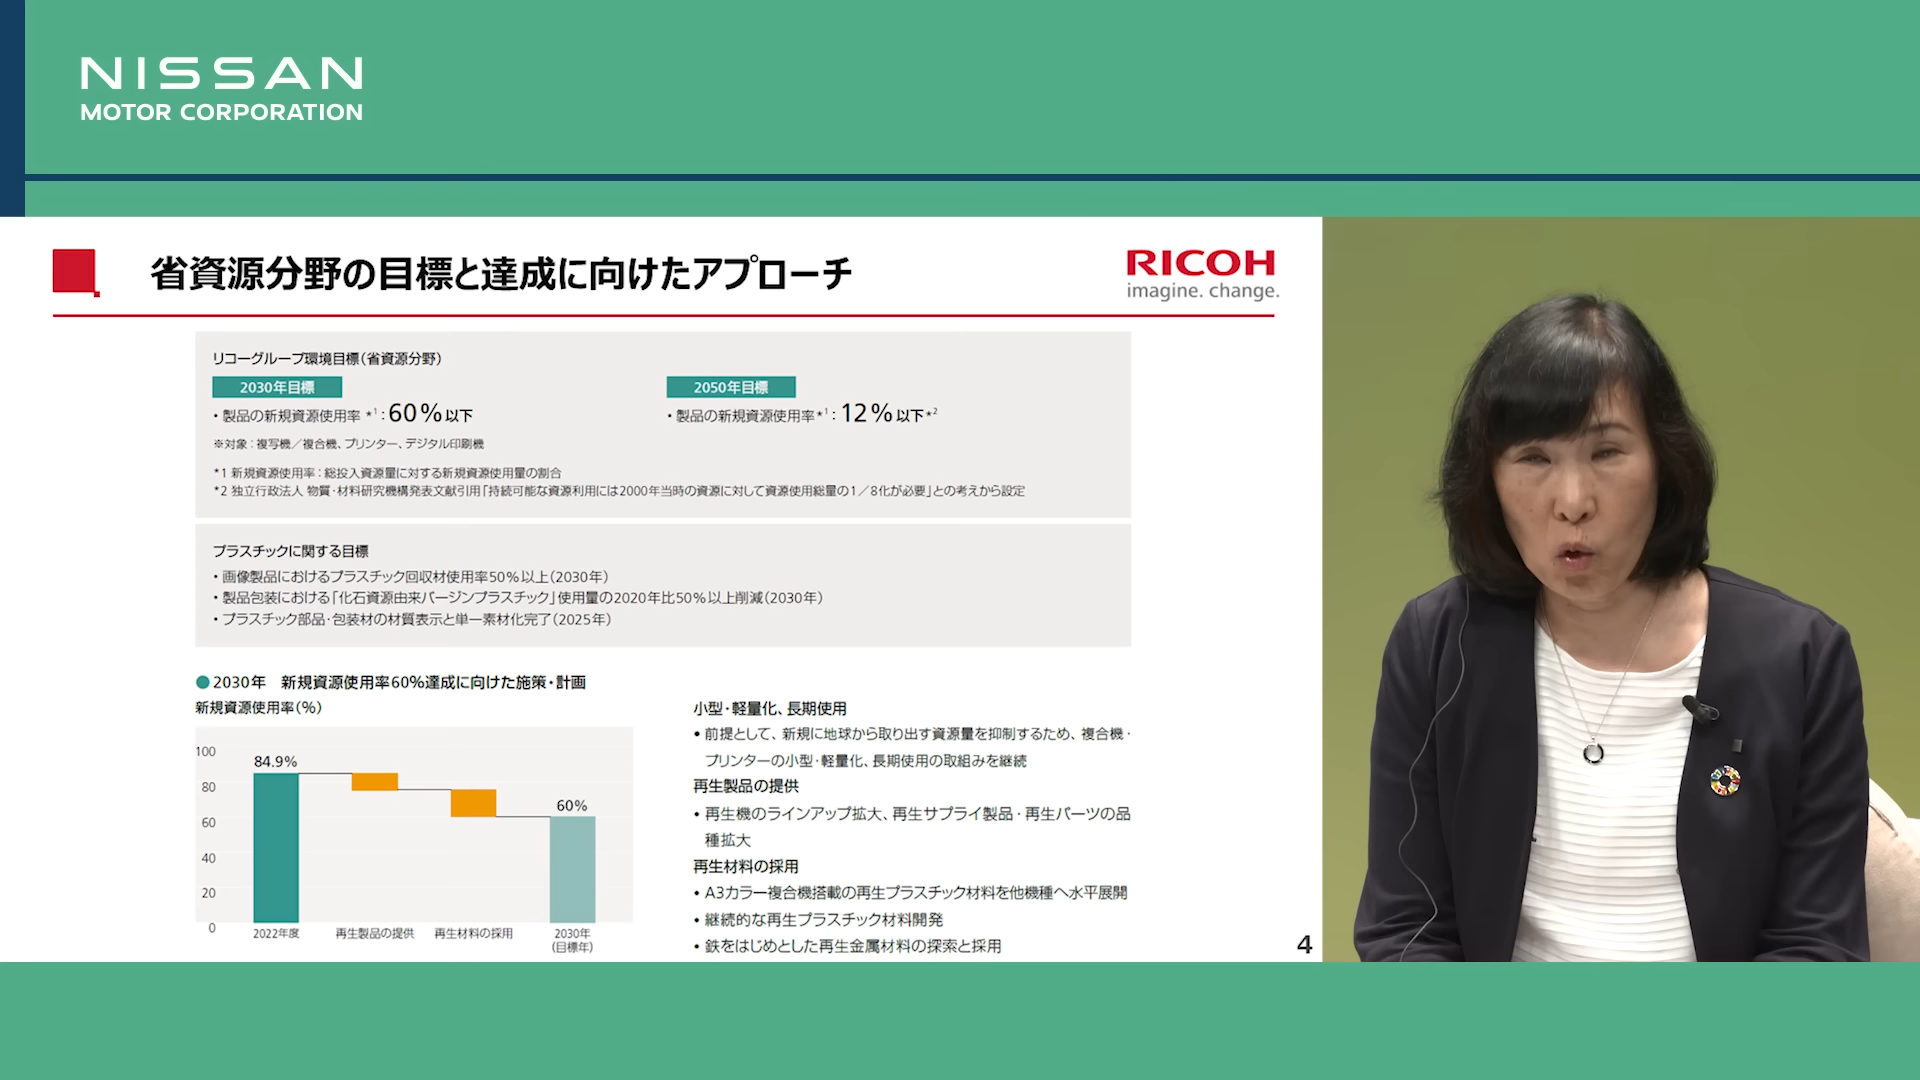 NISSAN
MOTOR CORPORATION
省資源分野の目標と達成に向けたアプローチ
RICOH
imagine. change.
リコーグループ環境目標（省資源分野）
2030年目標
・製品の新規資源使用率 *1：60％以下
※対象：複写機／複合機、プリンター、デジタル印刷機
2050年目標
・製品の新規資源使用率*1：12％以下*2
*1 新規資源使用率：総投入資源量に対する新規資源使用量の割合
*2 独立行政法人 物質・材料研究機構発表文献引用「持続可能な資源利用には2000年当時の資源に対して資源使用総量の1／8化が必要」との考えから設定
プラスチックに関する目標
・画像製品におけるプラスチック回収材使用率50％以上（2030年）
・製品包装における「化石資源由来バージンプラスチック」使用量の2020年比50％以上削減（2030年）
・プラスチック部品・包装材の材質表示と単一素材化完了（2025年）
●2030年　新規資源使用率60％達成に向けた施策・計画
新規資源使用率（％）
100
80
60
40
20
0
84.9%
60%
2022年度
再生製品の提供
再生材料の採用
2030年
（目標年）
小型・軽量化、長期使用
• 前提として、新規に地球から取り出す資源量を抑制するため、複合機・
プリンターの小型・軽量化、長期使用の取組みを継続
再生製品の提供
• 再生機のラインアップ拡大、再生サプライ製品・再生パーツの品
種拡大
再生材料の採用
• A3カラー複合機搭載の再生プラスチック材料を他機種へ水平展開
• 継続的な再生プラスチック材料開発
• 鉄をはじめとした再生金属材料の探索と採用
4